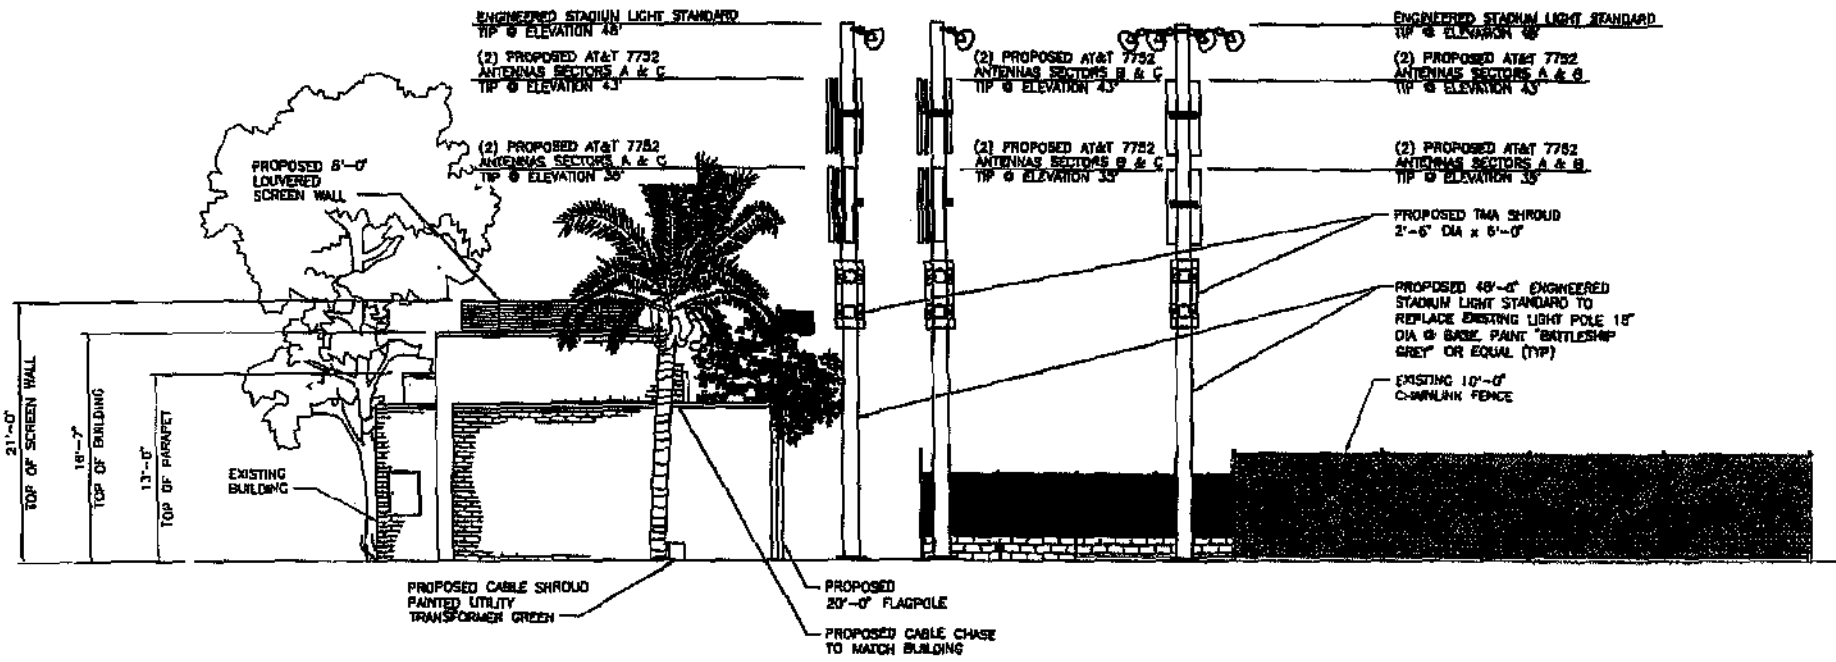 ENGINEERED STADIUM LIGHT STANDARD
TIP @ ELEVATION 48'
(2) PROPOSED AT&T 7752
ANTENNAS SECTORS A & C
TIP @ ELEVATION 43'
(2) PROPOSED AT&T 7752
ANTENNAS SECTORS A & C
TIP @ ELEVATION
(2) PROPOSED AT&T 7752
ANTENNAS SECTORS B & C
TIP @ ELEVATION 43'
(2) PROPOSED AT&T 7752
ANTENNAS SECTORS B & C
TIP @ ELEVATION 35'
ENGINEERED STADIUM LIGHT STANDARD
TIP @ ELEVATION 48'
(2) PROPOSED AT&T 7752
ANTENNAS SECTORS A & B
TIP @ ELEVATION 43'
(2) PROPOSED AT&T 7752
ANTENNAS SECTORS A & B
TIP @ ELEVATION 35'
PROPOSED TMA SHROUD
2'-6" DIA x 6'-0"
PROPOSED 48'-0" ENGINEERED
STADIUM LIGHT STANDARD TO
REPLACE EXISTING LIGHT POLE 18"
DIA @ BASE. PAINT "BATTLESHIP
GREY" OR EQUAL (TYP)
EXISTING 10'-0"
CHAINLINK FENCE
PROPOSED
LOUVERED
SCREEN WALL
21'-0"
TOP OF SCREEN WALL
TOP OF BUILDING
13'-0"
TOP OF PARAPET
EXISTING
BUILDING
PROPOSED CABLE SHROUD
PAINTED UTILITY
TRANSFORMER GREEN
PROPOSED
20'-0" FLAGPOLE
PROPOSED CABLE CHASE
TO MATCH BUILDING